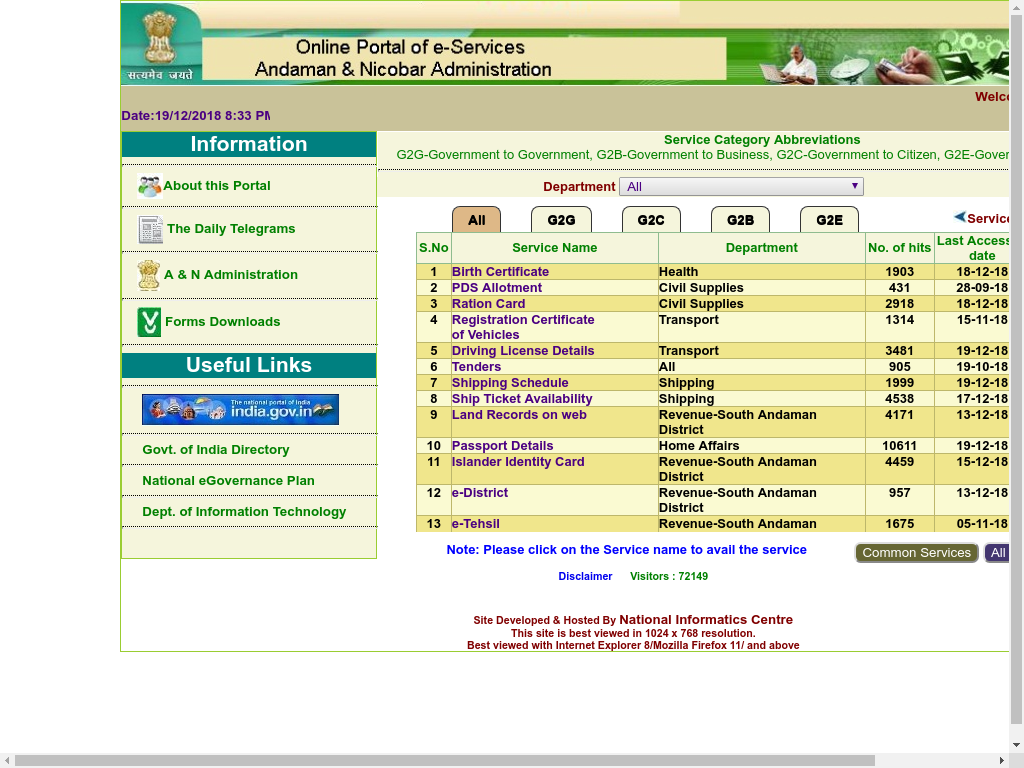 सत्यमेव जयते
Online Portal of e-Services
Andaman & Nicobar Administration
Date:19/12/2018 8:33 PM
Information
About this Portal
The Daily Telegrams
A & N Administration
Forms Downloads
Useful Links
The national portal of India
india.gov.in
Govt. of India Directory
National eGovernance Plan
Dept. of Information Technology
Service Category Abbreviations
G2G-Government to Government, G2B-Government to Business, G2C-Government to Citizen,
Department All
All G2G G2C G2B G2E
S.No Service Name Department No. of hits Last Access date
1 Birth Certificate Health 1903 18-12-18
2 PDS Allotment Civil Supplies 431 28-09-18
3 Ration Card Civil Supplies 2918 18-12-18
4 Registration Certificate Transport 1314 15-11-18
of Vehicles
5 Driving License Details Transport 3481 19-12-18
6 Tenders All 905 19-10-18
7 Shipping Schedule Shipping 1999 19-12-18
8 Ship Ticket Availability Shipping 4538 17-12-18
9 Land Records on web Revenue-South Andaman 4171 13-12-18
District
10 Passport Details Home Affairs 10611 19-12-18
11 Islander Identity Card Revenue-South Andaman 4459 15-12-18
District
12 e-District Revenue-South Andaman 957 13-12-18
District
13 e-Tehsil Revenue-South Andaman 1675 05-11-18
Note: Please click on the Service name to avail the service
Common Services All
Disclaimer Visitors : 72149
Site Developed & Hosted By National Informatics Centre
This site is best viewed in 1024 x 768 resolution.
Best viewed with Internet Explorer 8/Mozilla Firefox 11/ and above